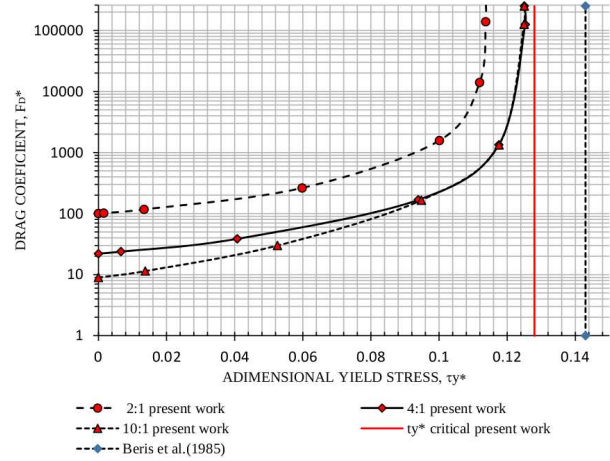 100000
10000
1000
100
10
1
DRAG COEFICIENT, FD*
0
0.02
0.04
0.06
0.08
0.1
0.12
0.14
ADIMENSIONAL YIELD STRESS, τy*
2:1 present work
4:1 present work
10:1 present work
ty* critical present work
Beris et al.(1985)